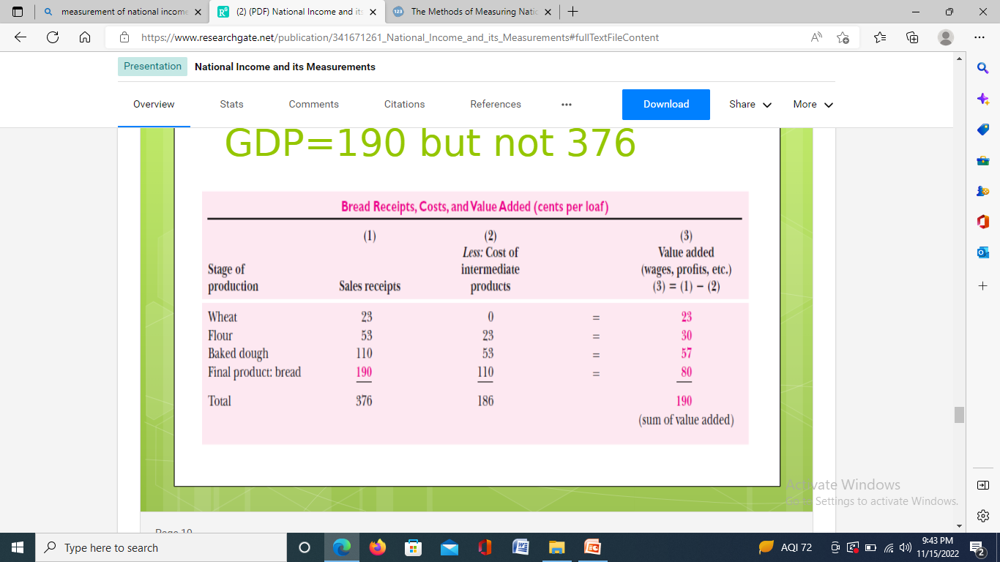 measurement of national income
(2) (PDF) National Income and its
The Methods of Measuring Natio
https://www.researchgate.net/publication/341671261_National_Income_and_its_Measurements#fullTextFileContent
Presentation National Income and its Measurements
Overview Stats Comments Citations References ••• Download Share More
GDP=190 but not 376
Bread Receipts, Costs, and Value Added (cents per loaf)
(1) (2) (3)
Less: Cost of Value added
Stage of intermediate (wages, profits, etc.)
production Sales receipts products (3) = (1) − (2)
Wheat 23 0 = 23
Flour 53 23 = 30
Baked dough 110 53 = 57
Final product: bread 190 110 = 80
Total 376 186 190
(sum of value added)
Activate Windows
Go to Settings to activate Windows.
Page 19
Type here to search
AQI 72
9:43 PM
11/15/2022
2